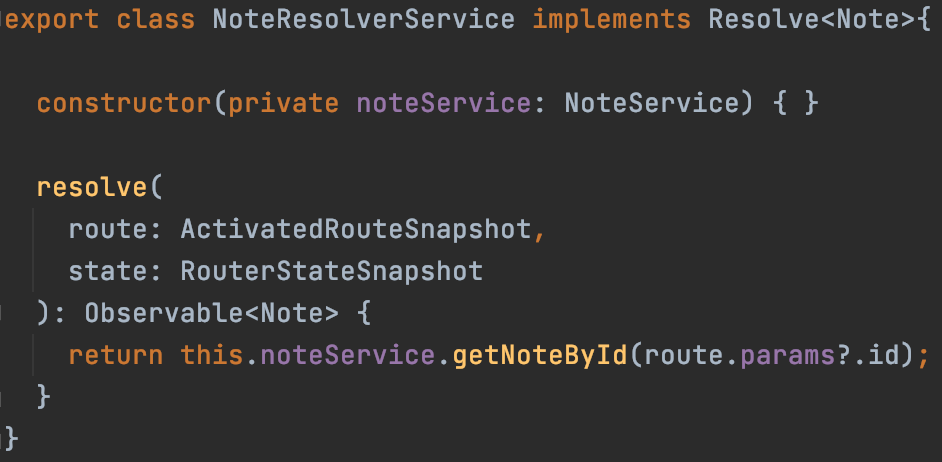 export class NoteResolverService implements Resolve<Note>{
constructor(private noteService: NoteService) { }
resolve(
route: ActivatedRouteSnapshot,
state: RouterStateSnapshot
): Observable<Note> {
return this.noteService.getNoteById(route.params?.id);
}
}